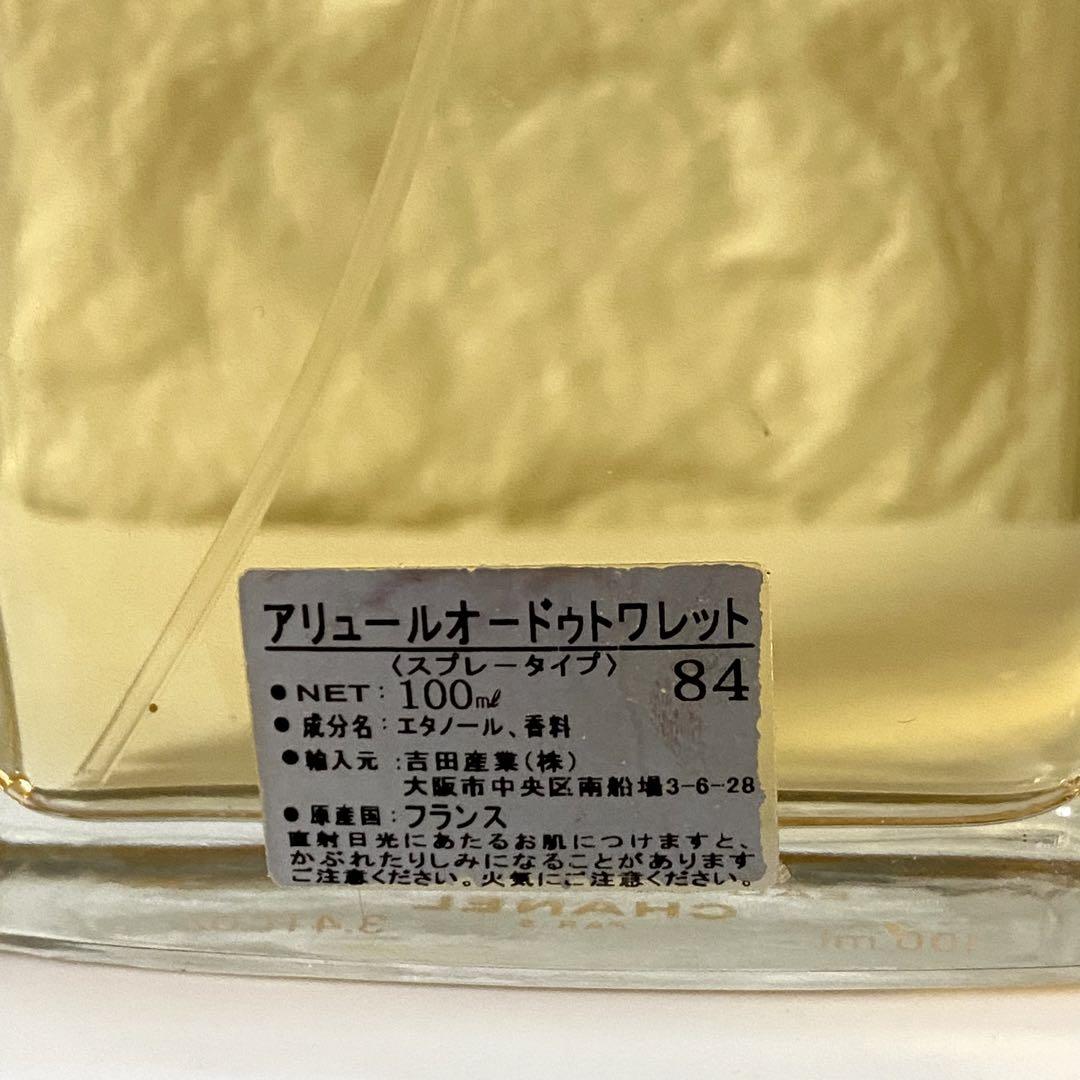 アリュールオードゥトワレット
〈スプレータイプ〉 84
●NET: 100ml
●成分名:エタノール、香料
●輸入元:吉田産業(株)
大阪市中央区南船場3-6-28
●原産国:フランス
直射日光にあたるお肌につけますと、
かぶれたりしみになることがあります
ご注意ください。火気にご注意ください。
CHANEL
100 ml